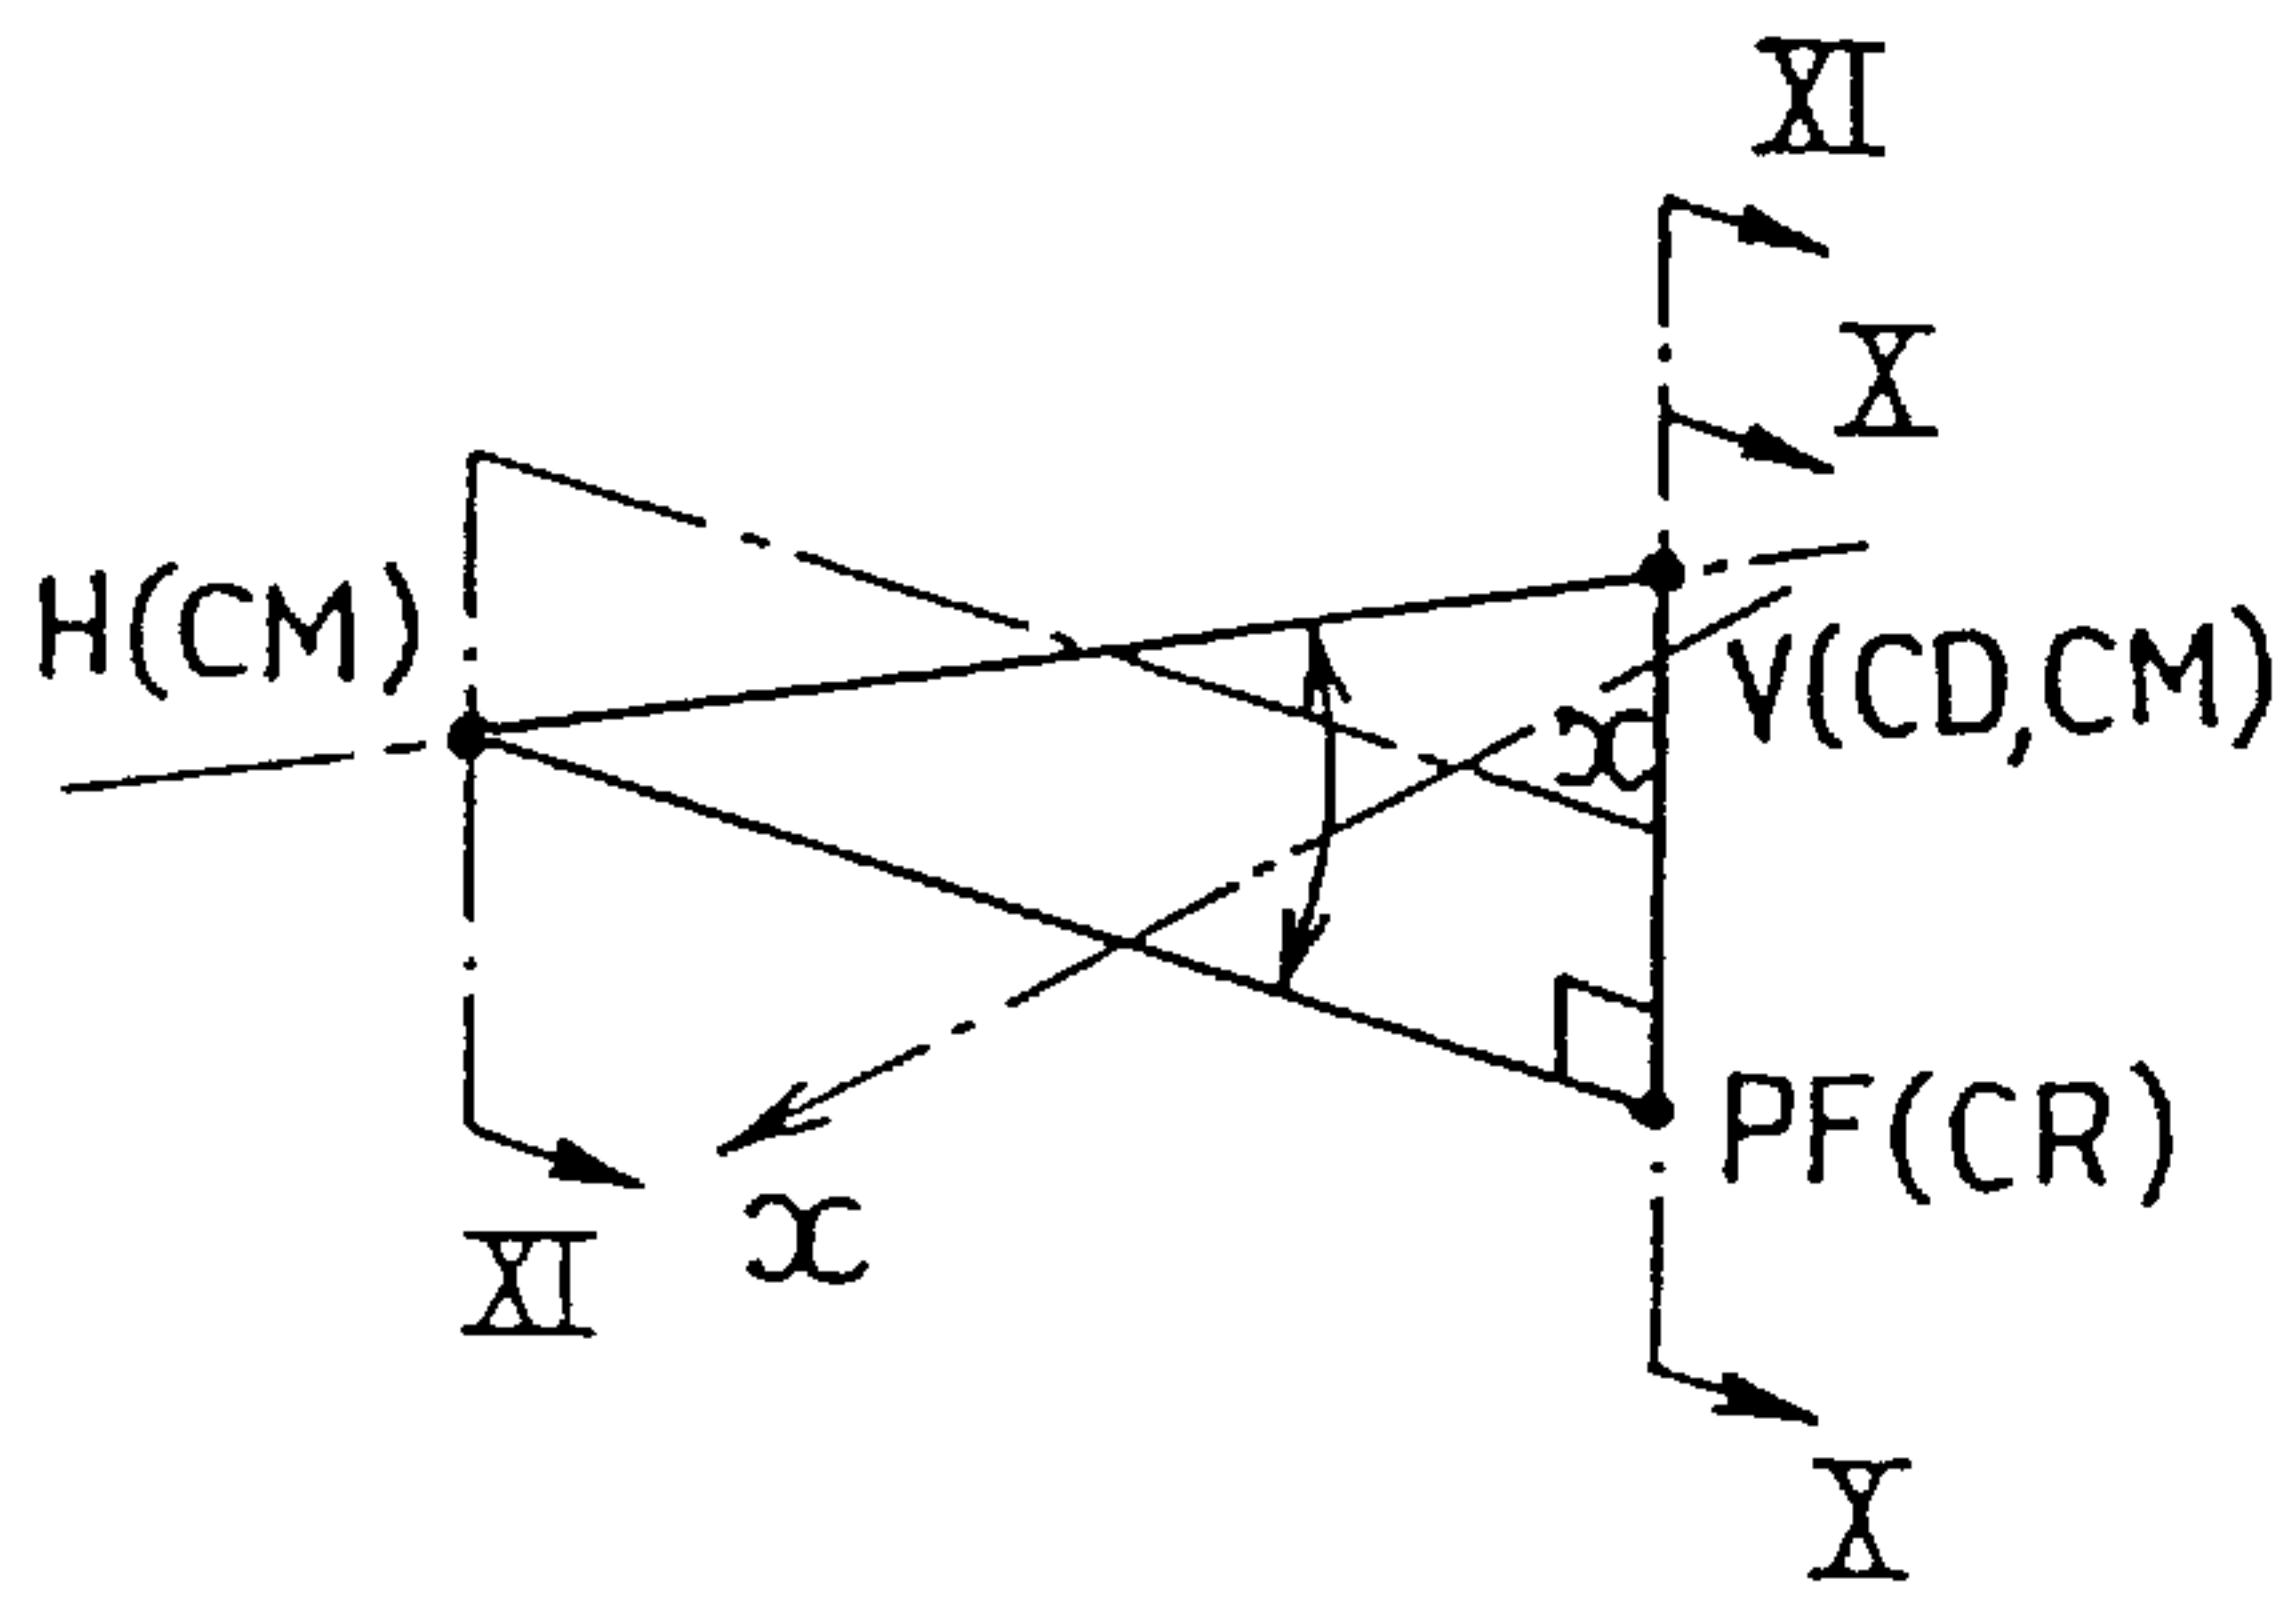 XI
X
H(CM)
V(CD,CM)
α
PF(CR)
x
XI
X